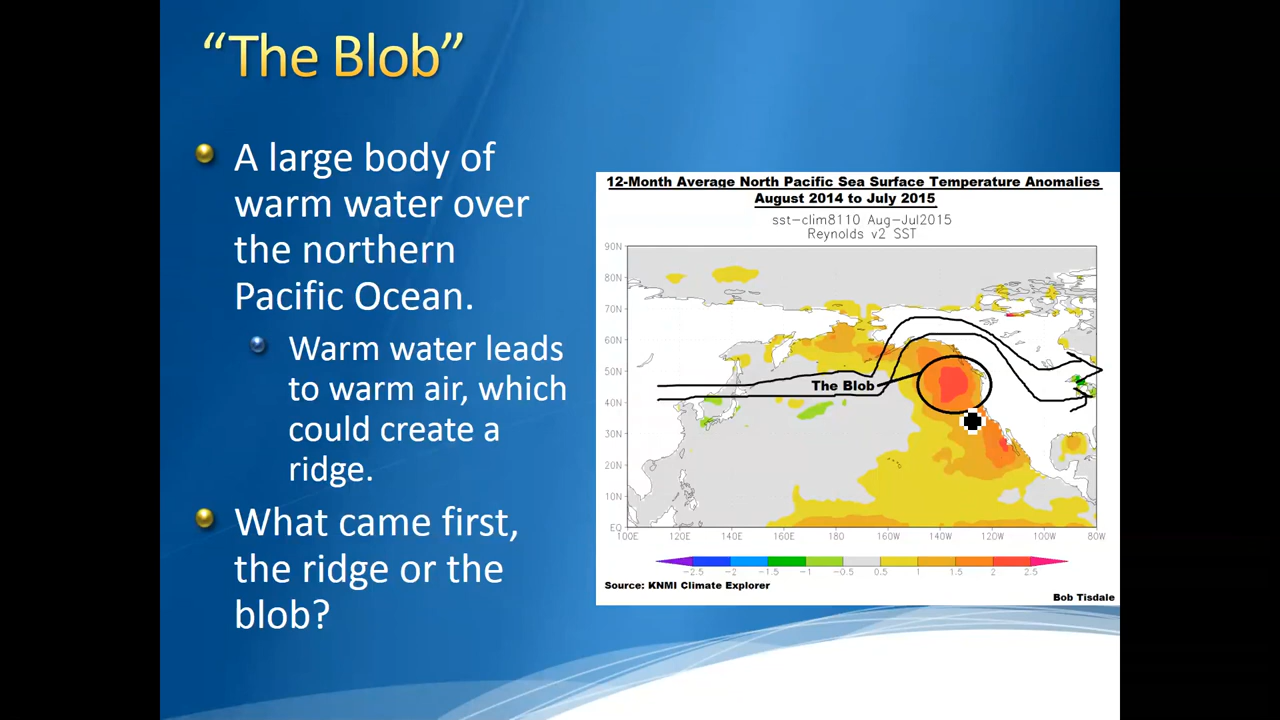 “The Blob”
A large body of
warm water over
the northern
Pacific Ocean.
Warm water leads
to warm air, which
could create a
ridge.
What came first,
the ridge or the
blob?
12-Month Average North Pacific Sea Surface Temperature Anomalies
August 2014 to July 2015
sst-clim8110 Aug-Jul2015
Reynolds v2 SST
90N
80N
70N
60N
50N
40N
30N
20N
10N
EQ
The Blob
100E 120E 140E 160E 180 160W 140W 120W 100W 80W
-2.5 -2 -1.5 -1 -0.5 0.5 1 1.5 2 2.5
Source: KNMI Climate Explorer
Bob Tisdale